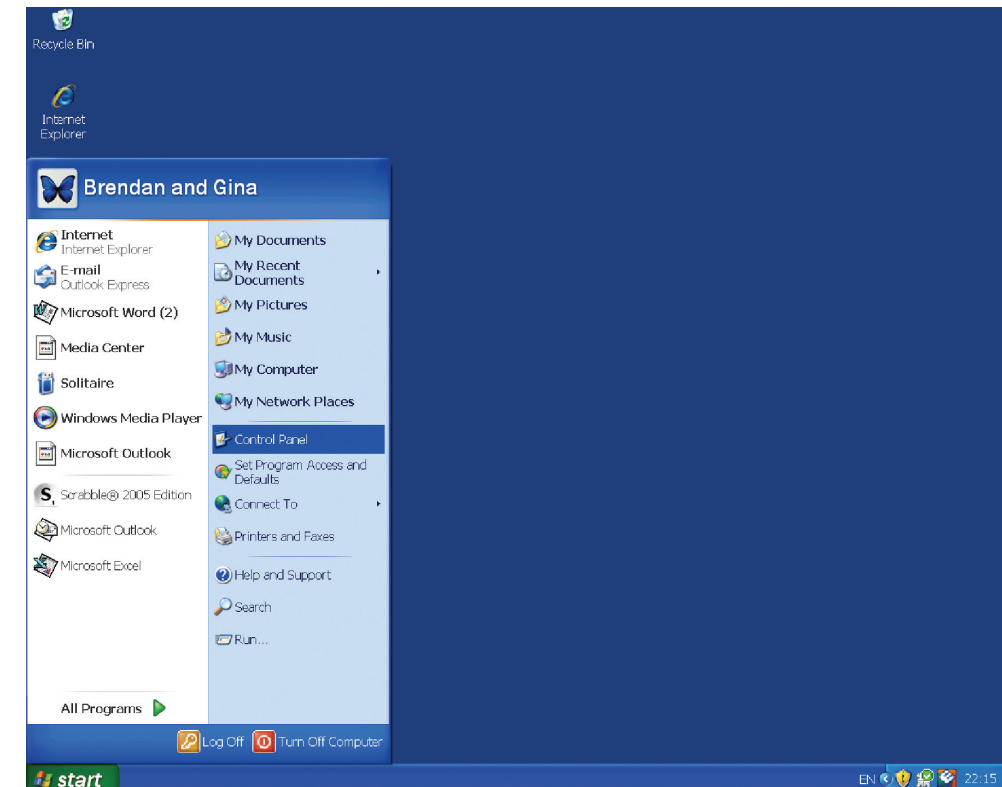 Recycle Bin
Internet
Explorer
Brendan and Gina
Internet
Internet Explorer
E-mail
Outlook Express
Microsoft Word (2)
Media Center
Solitaire
Windows Media Player
Microsoft Outlook
Scrabble® 2005 Edition
Microsoft Outlook
Microsoft Excel
All Programs
My Documents
My Recent
Documents
My Pictures
My Music
My Computer
My Network Places
Control Panel
Set Program Access and
Defaults
Connect To
Printers and Faxes
Help and Support
Search
Run...
Log Off
Turn Off Computer
start
EN
22:15